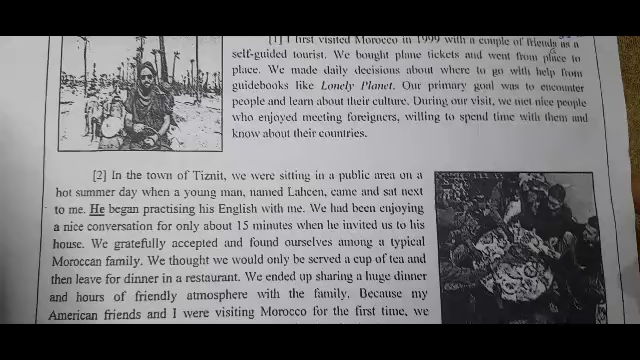 [1] I first visited Morocco in 1999 with a couple of friends as a
self-guided tourist. We bought plane tickets and went from place to
place. We made daily decisions about where to go with help from
guidebooks like Lonely Planet. Our primary goal was to encounter
people and learn about their culture. During our visit, we met nice people
who enjoyed meeting foreigners, willing to spend time with them and
know about their countries.
[2] In the town of Tiznit, we were sitting in a public area on a
hot summer day when a young man, named Lahcen, came and sat next
to me. He began practising his English with me. We had been enjoying
a nice conversation for only about 15 minutes when he invited us to his
house. We gratefully accepted and found ourselves among a typical
Moroccan family. We thought we would only be served a cup of tea and
then leave for dinner in a restaurant. We ended up sharing a huge dinner
and hours of friendly atmosphere with the family. Because my
American friends and I were visiting Morocco for the first time, we